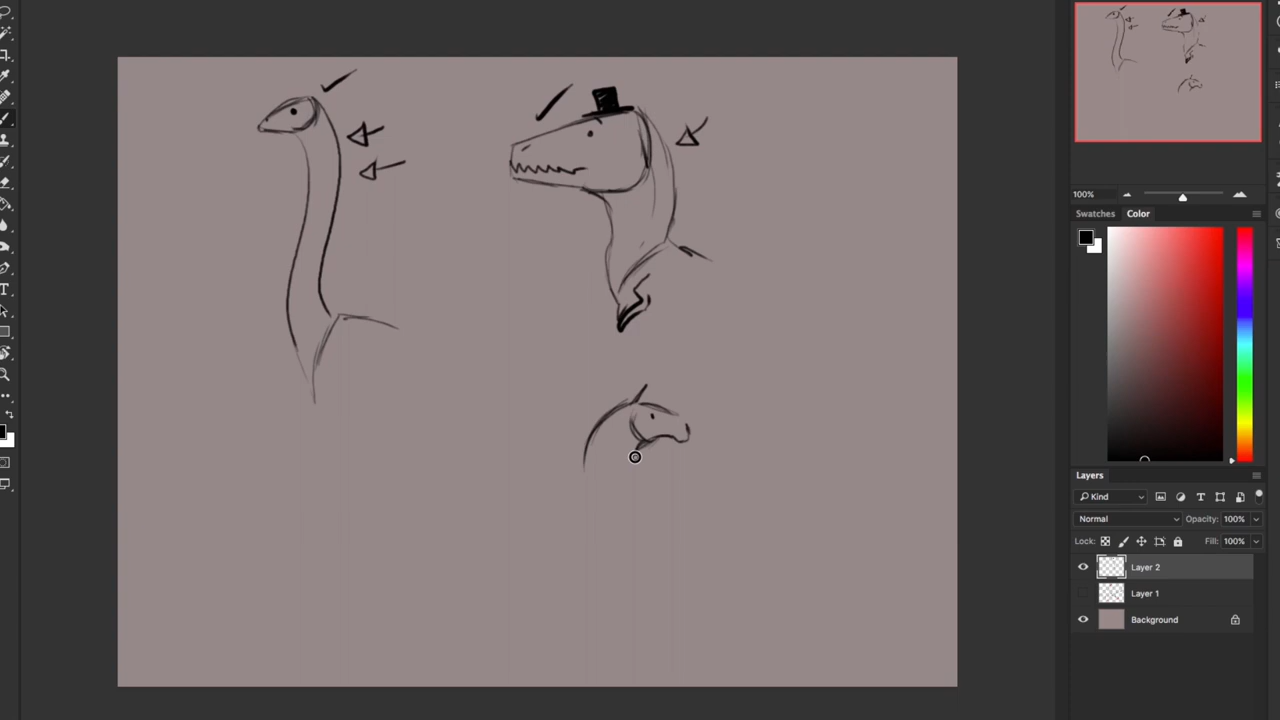 100%
Swatches Color
Layers
Kind
Normal Opacity: 100%
Lock: Fill: 100%
Layer 2
Layer 1
Background